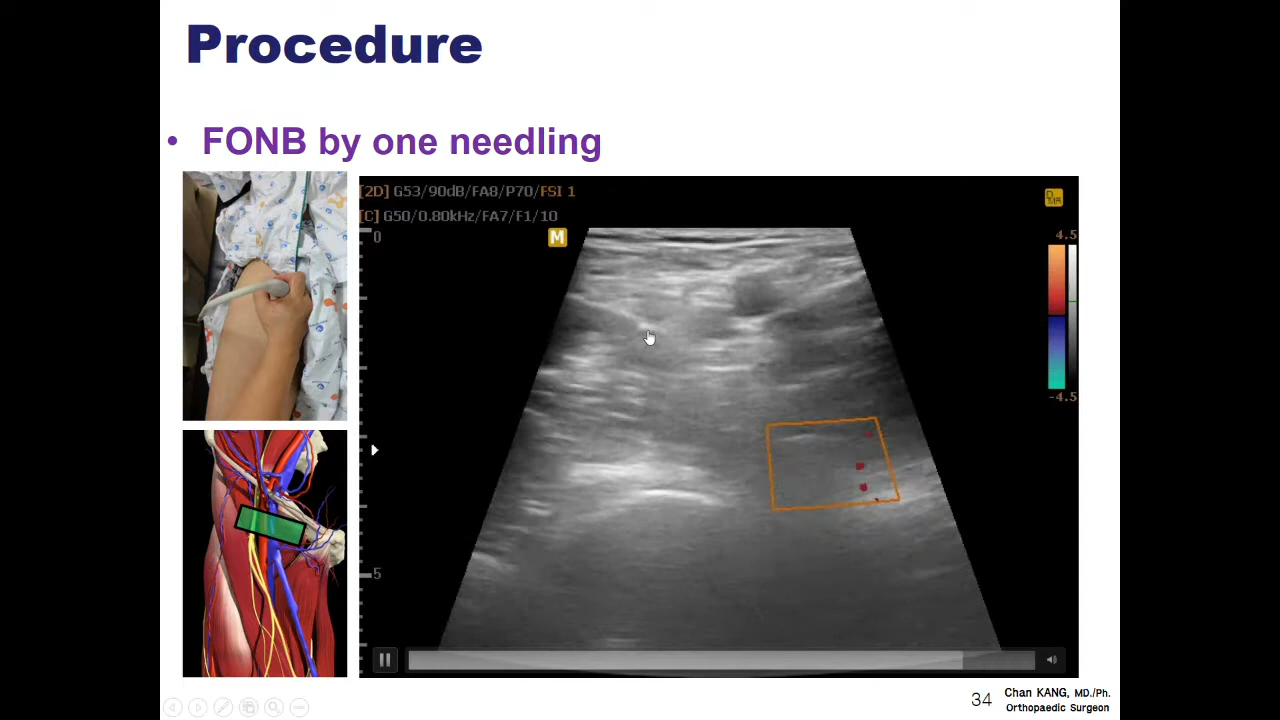 Procedure
• FONB by one needling
[2D] G53/90dB/FA8/P70/FSI 1
[C] G50/0.80kHz/FA7/F1/10
0
M
4.5
-4.5
5
34
Chan KANG, MD./Ph.
Orthopaedic Surgeon